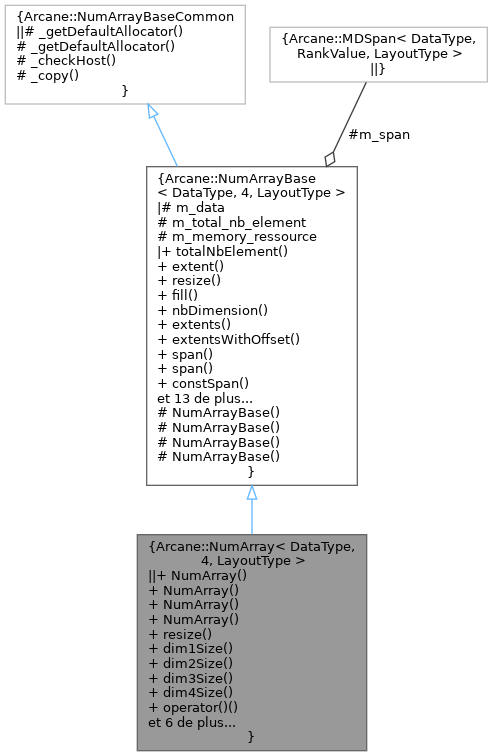 {Arcane::NumArrayBaseCommon
||# _getDefaultAllocator()
# _getDefaultAllocator()
# _checkHost()
# _copy()
}
{Arcane::MDSpan< DataType,
RankValue, LayoutType >
||}
#m_span
{Arcane::NumArrayBase
< DataType, 4, LayoutType >
|# m_data
# m_total_nb_element
# m_memory_ressource
|+ totalNbElement()
+ extent()
+ resize()
+ fill()
+ nbDimension()
+ extents()
+ extentsWithOffset()
+ span()
+ span()
+ constSpan()
et 13 de plus...
# NumArrayBase()
# NumArrayBase()
# NumArrayBase()
# NumArrayBase()
}
{Arcane::NumArray< DataType,
4, LayoutType >
||+ NumArray()
+ NumArray()
+ NumArray()
+ NumArray()
+ resize()
+ dim1Size()
+ dim2Size()
+ dim3Size()
+ dim4Size()
+ operator()()
et 6 de plus...
}